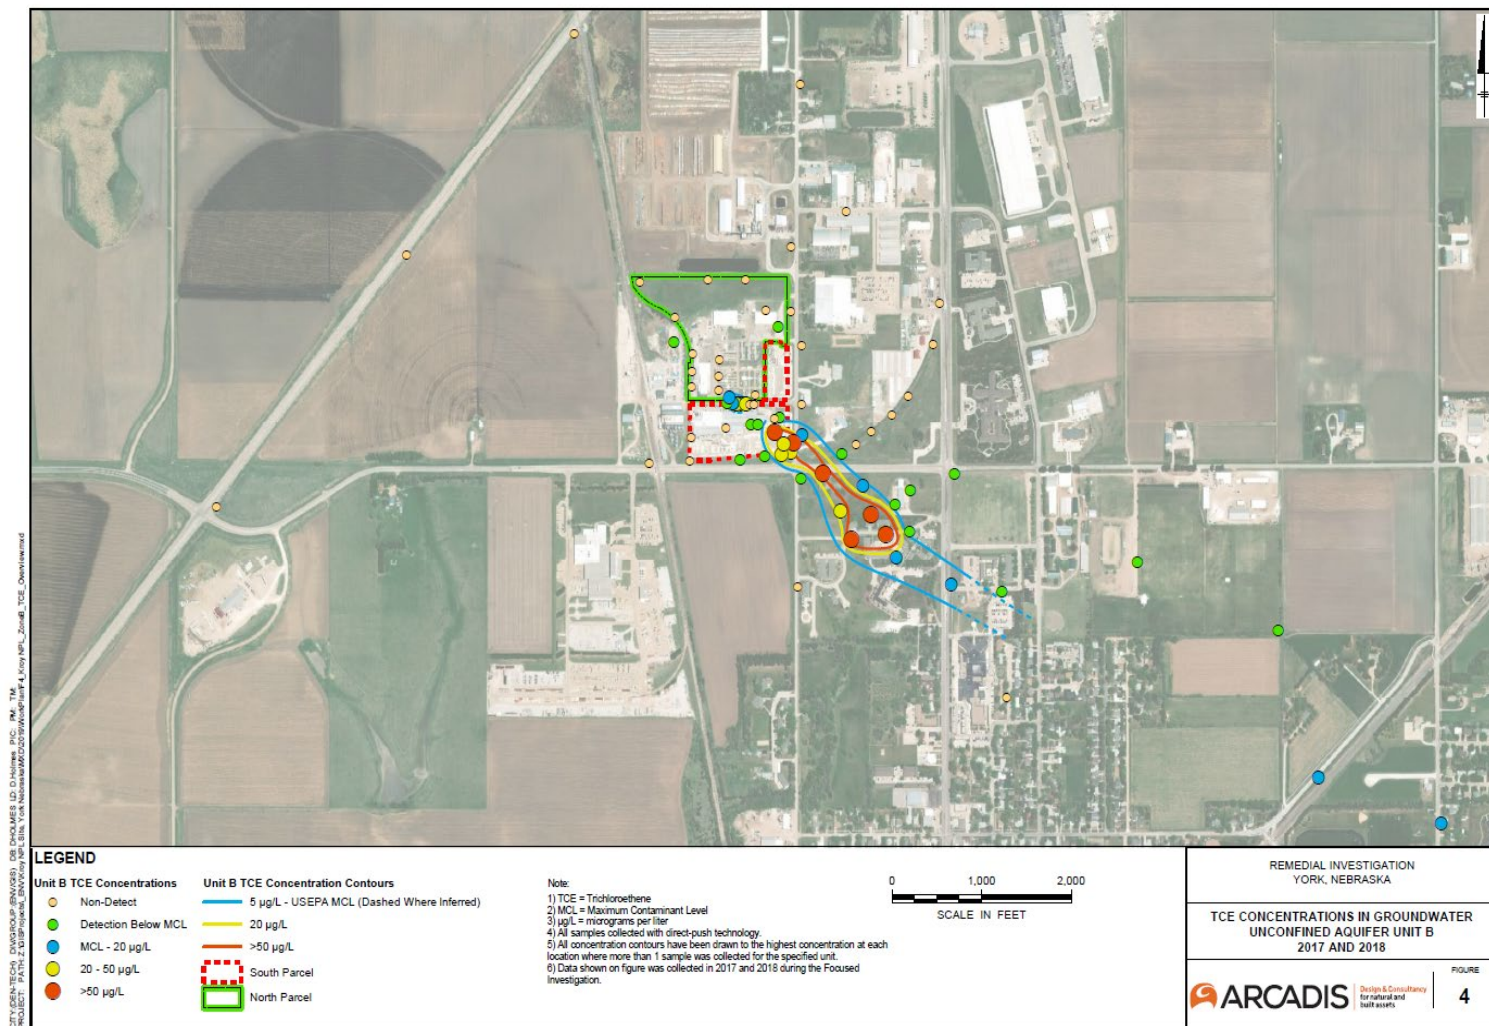 LEGEND
Unit B TCE Concentrations
Non-Detect
Detection Below MCL
MCL - 20 µg/L
20 - 50 µg/L
>50 µg/L
Unit B TCE Concentration Contours
5 µg/L - USEPA MCL (Dashed Where Inferred)
20 µg/L
>50 µg/L
South Parcel
North Parcel
Note:
1) TCE = Trichloroethene
2) MCL = Maximum Contaminant Level
3) µg/L = micrograms per liter
4) All samples collected with direct-push technology.
5) All concentration contours have been drawn to the highest concentration at each
location where more than 1 sample was collected for the specified unit.
6) Data shown on figure was collected in 2017 and 2018 during the Focused
Investigation.
0 1,000 2,000
SCALE IN FEET
REMEDIAL INVESTIGATION
YORK, NEBRASKA
TCE CONCENTRATIONS IN GROUNDWATER
UNCONFINED AQUIFER UNIT B
2017 AND 2018
ARCADIS
Design & Consultancy
for natural and
built assets
FIGURE
4